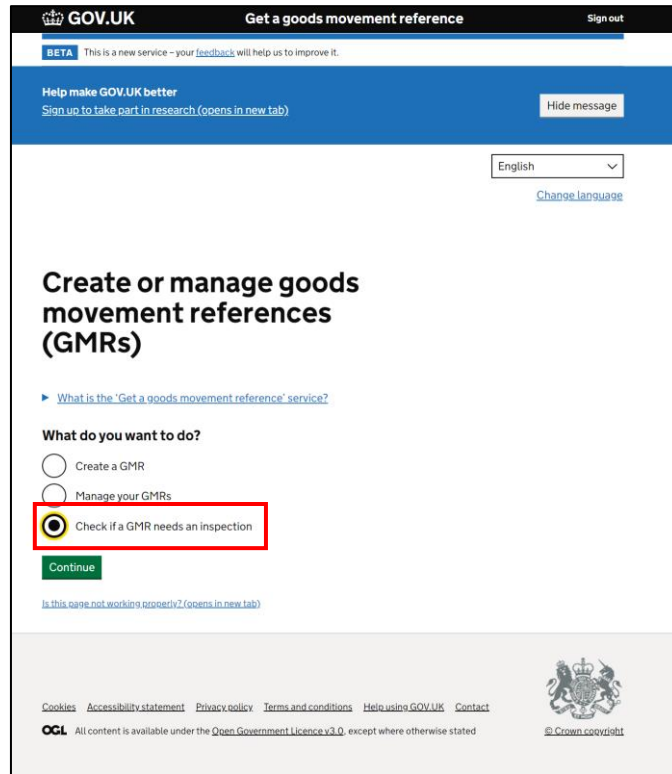 GOV.UK Get a goods movement reference Sign out
BETA This is a new service – your feedback will help us to improve it.
Help make GOV.UK better
Sign up to take part in research (opens in new tab)
Hide message
English
Change language
Create or manage goods
movement references
(GMRs)
What is the 'Get a goods movement reference' service?
What do you want to do?
Create a GMR
Manage your GMRs
Check if a GMR needs an inspection
Continue
Is this page not working properly? (opens in new tab)
Cookies Accessibility statement Privacy policy Terms and conditions Help using GOV.UK Contact
OGL All content is available under the Open Government Licence v3.0, except where otherwise stated
© Crown copyright